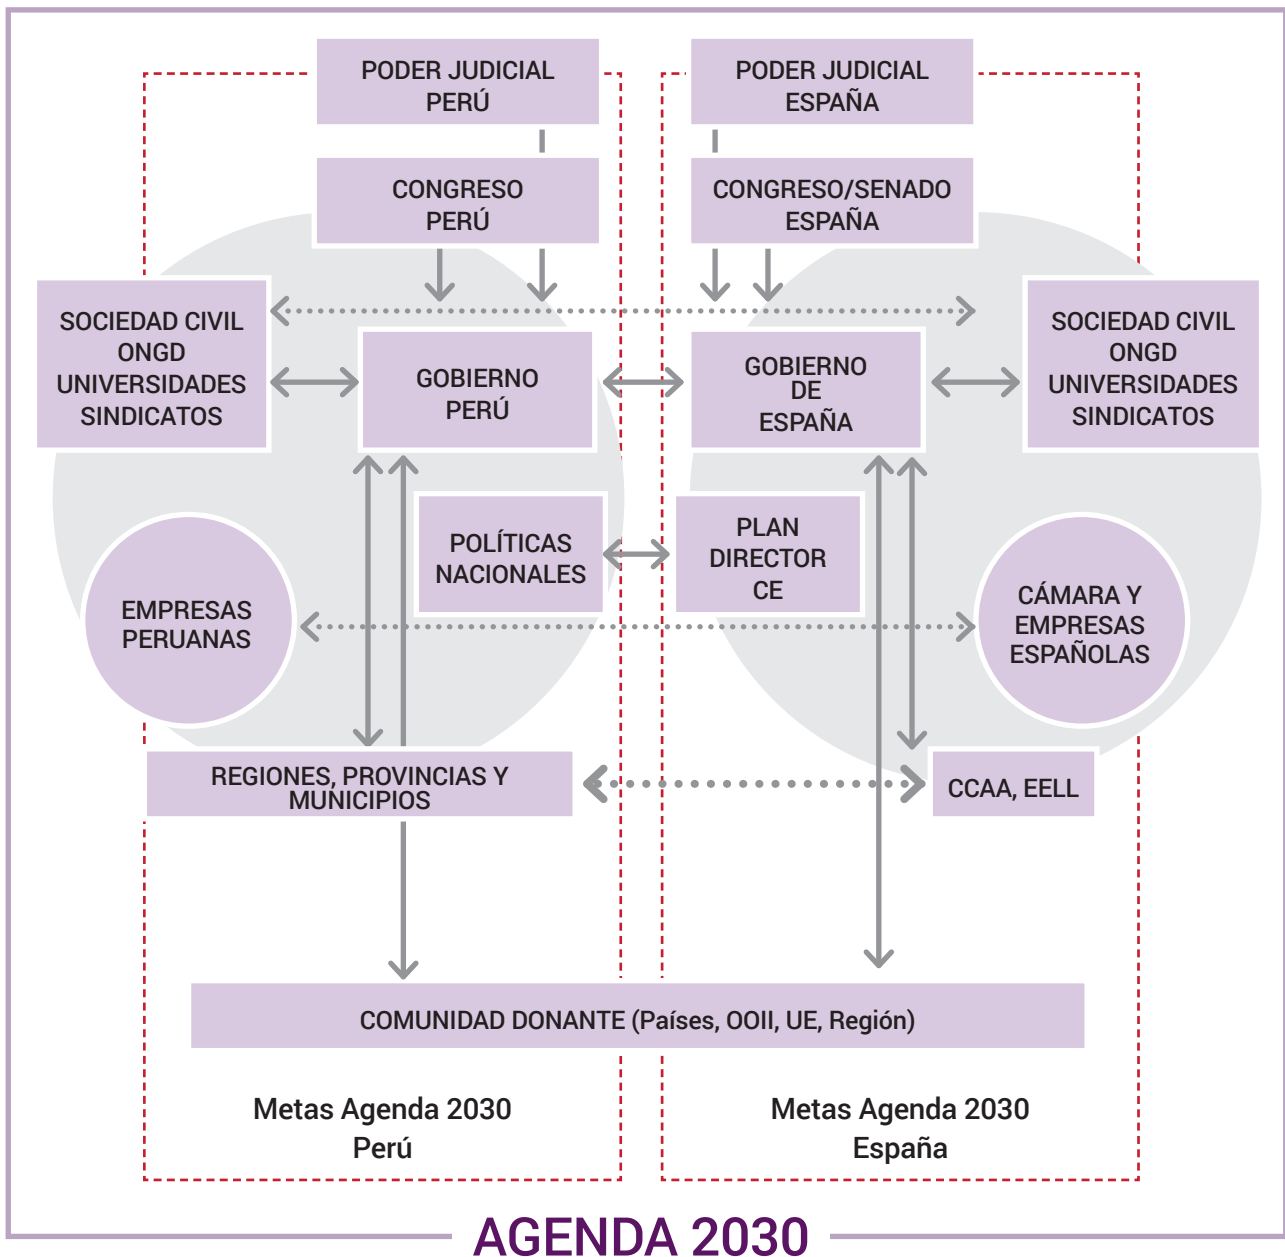 PODER JUDICIAL
PERÚ
PODER JUDICIAL
ESPAÑA
CONGRESO
PERÚ
CONGRESO/SENADO
ESPAÑA
SOCIEDAD CIVIL
ONGD
UNIVERSIDADES
SINDICATOS
GOBIERNO
PERÚ
GOBIERNO
DE
ESPAÑA
SOCIEDAD CIVIL
ONGD
UNIVERSIDADES
SINDICATOS
POLÍTICAS
NACIONALES
PLAN
DIRECTOR
CE
EMPRESAS
PERUANAS
CÁMARA Y
EMPRESAS
ESPAÑOLAS
REGIONES, PROVINCIAS Y
MUNICIPIOS
CCAA, EELL
COMUNIDAD DONANTE (Países, OOII, UE, Región)
Metas Agenda 2030
Perú
Metas Agenda 2030
España
AGENDA 2030